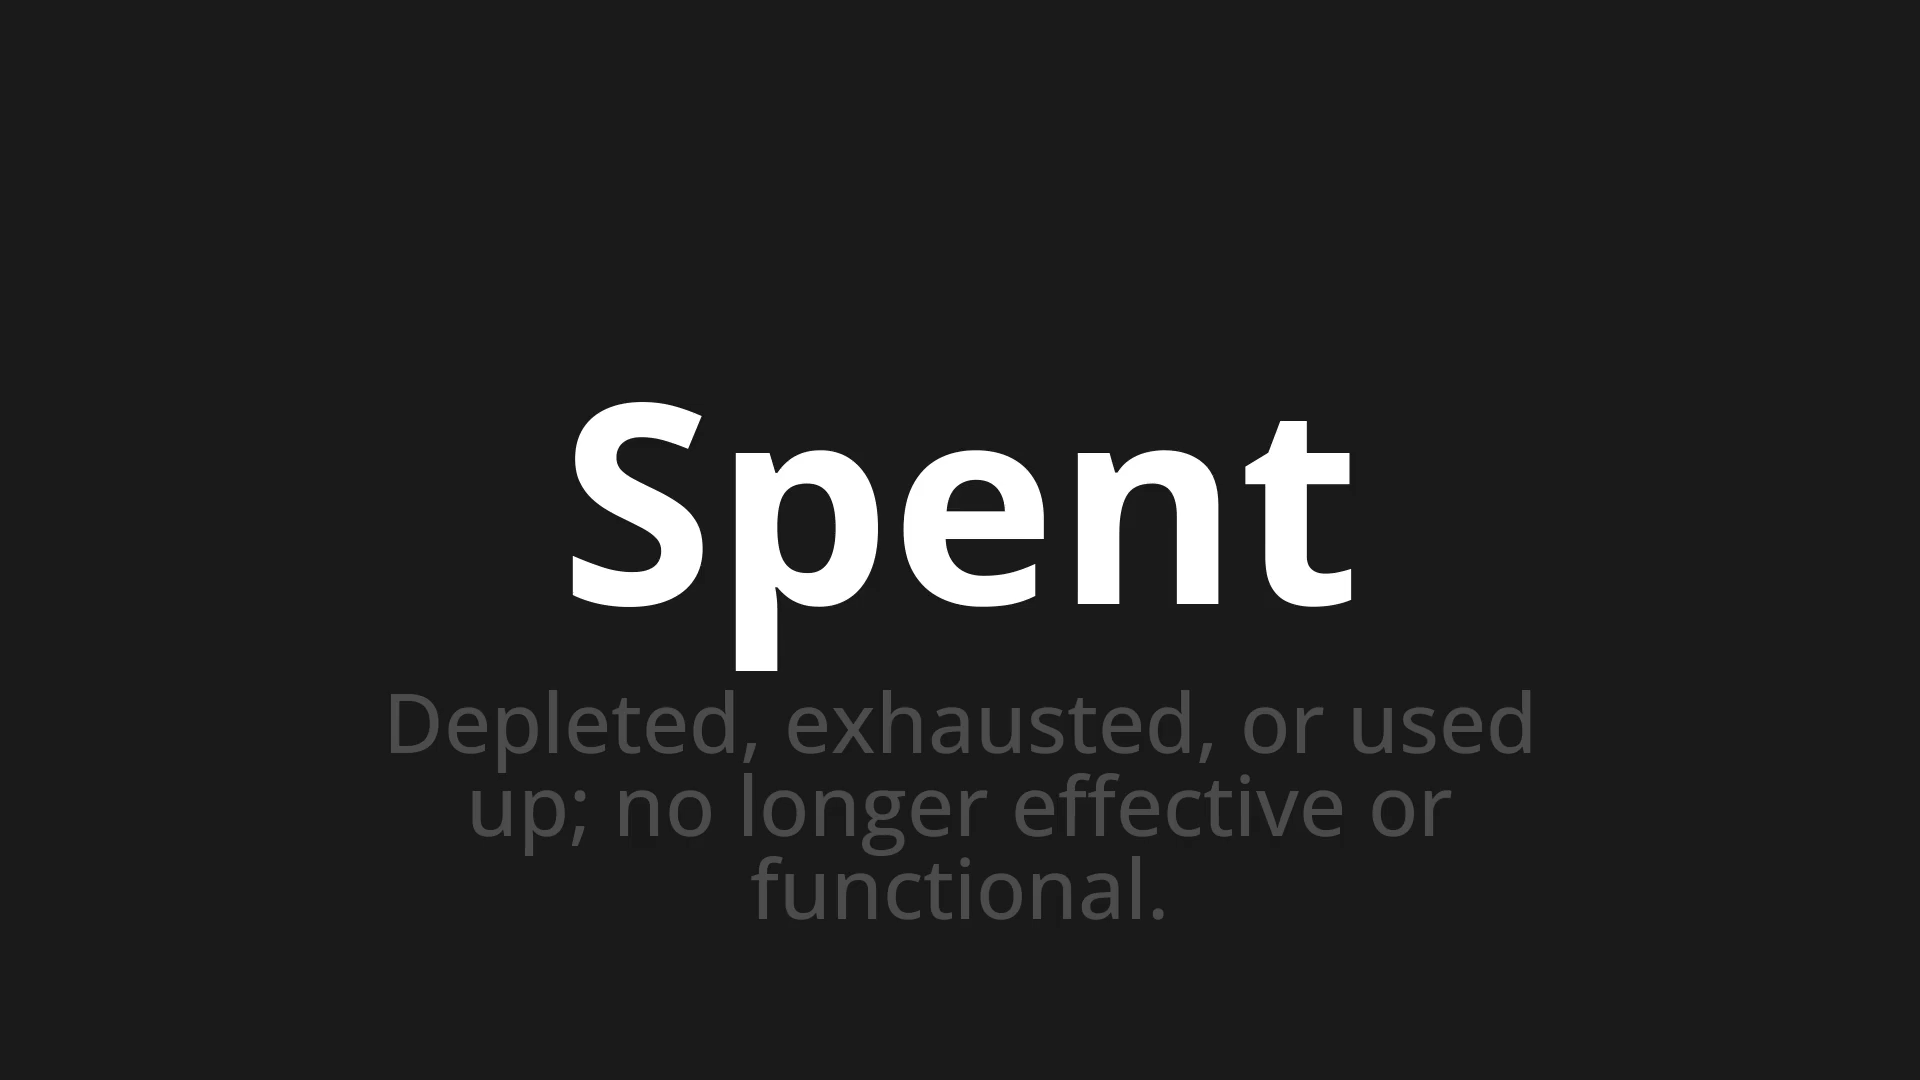 Spent
Depleted, exhausted, or used
up; no longer effective or
functional.